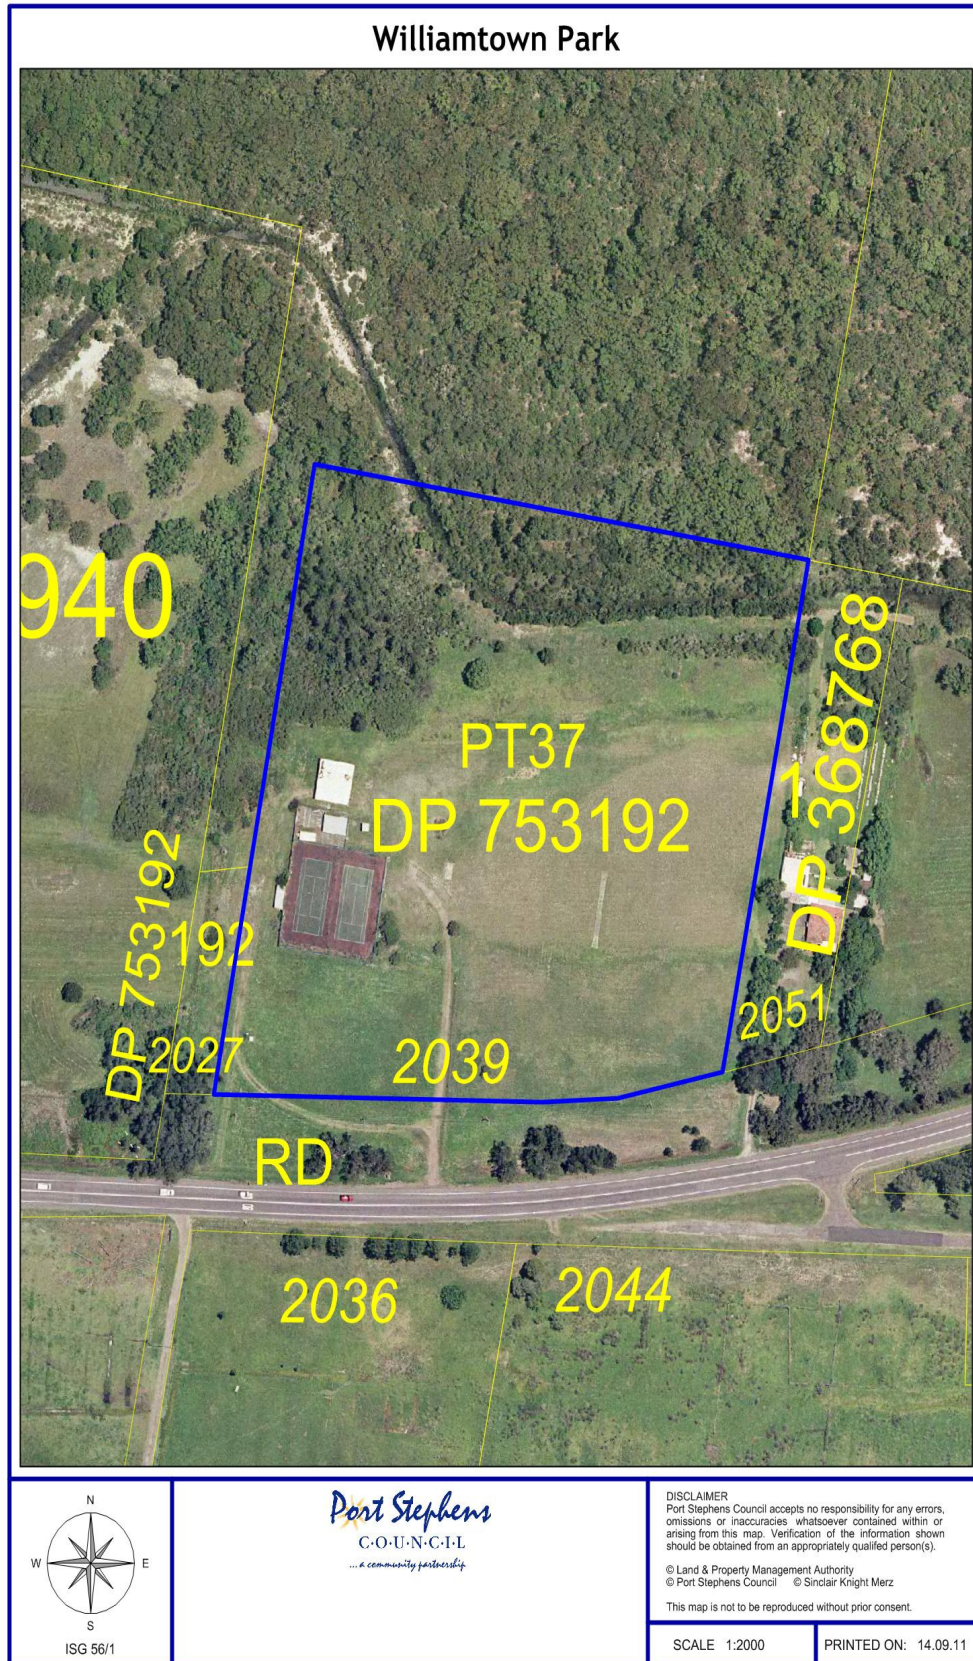 Williamtown Park
940
PT37
DP 753192
1
DP 368768
DP 753192
192
2027
2039
2051
RD
2036
2044
N
W
E
S
ISG 56/1
Port Stephens
C·O·U·N·C·I·L
... a community partnership
DISCLAIMER
Port Stephens Council accepts no responsibility for any errors,
omissions or inaccuracies whatsoever contained within or
arising from this map. Verification of the information shown
should be obtained from an appropriately qualifed person(s).
© Land & Property Management Authority
© Port Stephens Council © Sinclair Knight Merz
This map is not to be reproduced without prior consent.
SCALE 1:2000
PRINTED ON: 14.09.11